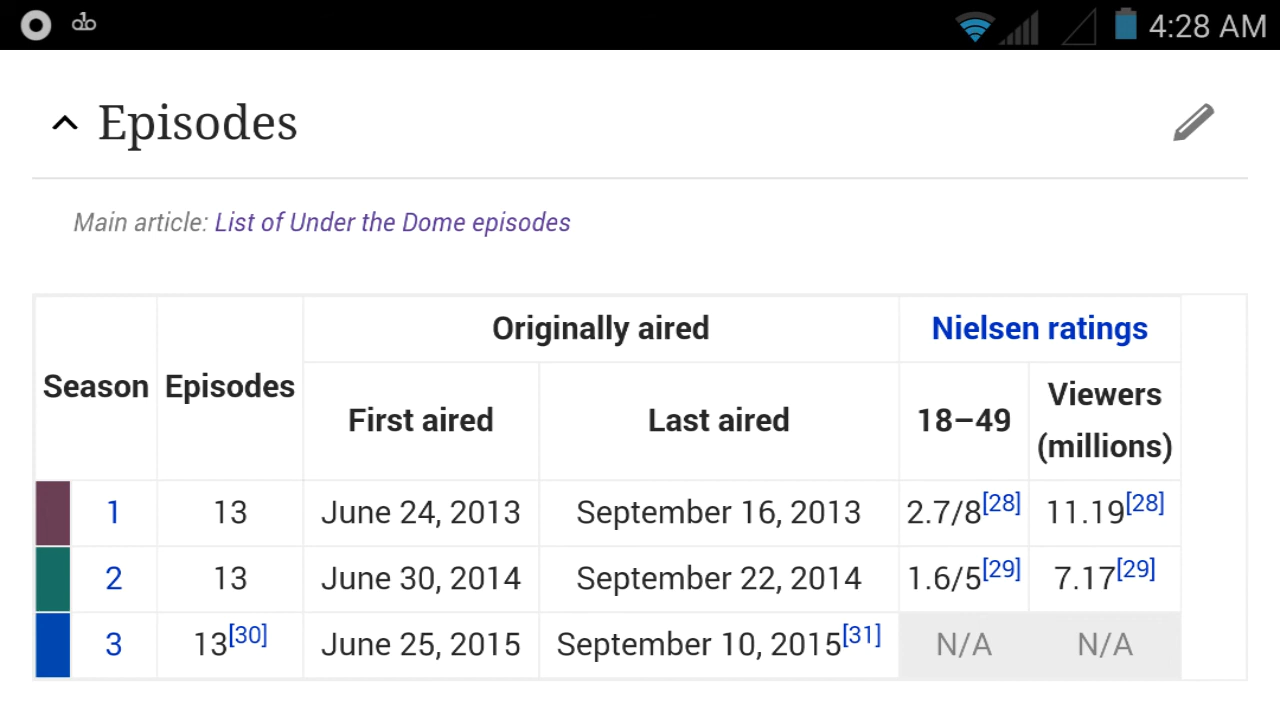 4:28 AM
Episodes
Main article: List of Under the Dome episodes
Season Episodes Originally aired Nielsen ratings
First aired Last aired 18–49 Viewers (millions)
1 13 June 24, 2013 September 16, 2013 2.7/8[28] 11.19[28]
2 13 June 30, 2014 September 22, 2014 1.6/5[29] 7.17[29]
3 13[30] June 25, 2015 September 10, 2015[31] N/A N/A